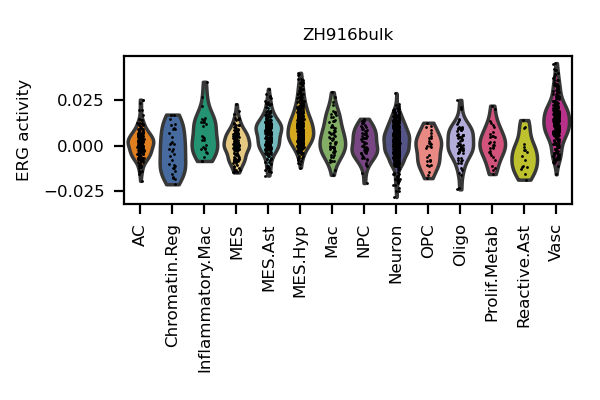 ZH916bulk
ERG activity
0.025
0.000
−0.025
AC
Chromatin.Reg
Inflammatory.Mac
MES
MES.Ast
MES.Hyp
Mac
NPC
Neuron
OPC
Oligo
Prolif.Metab
Reactive.Ast
Vasc